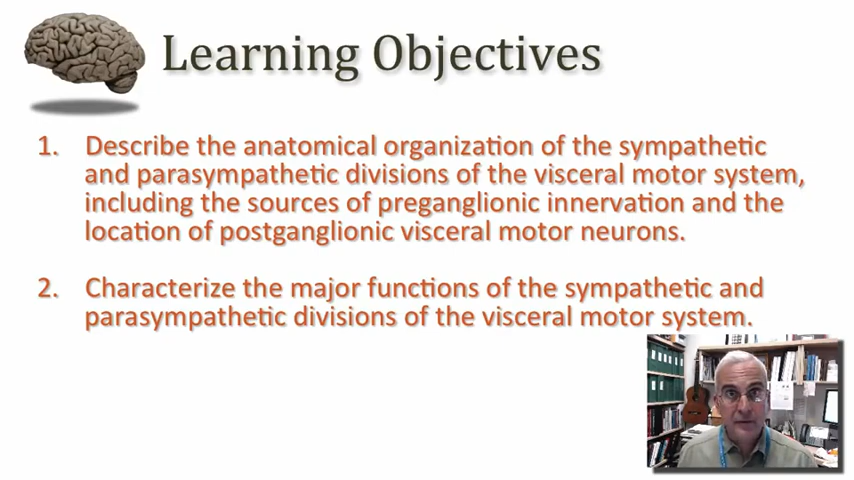 Learning Objectives
1. Describe the anatomical organization of the sympathetic
and parasympathetic divisions of the visceral motor system,
including the sources of preganglionic innervation and the
location of postganglionic visceral motor neurons.
2. Characterize the major functions of the sympathetic and
parasympathetic divisions of the visceral motor system.